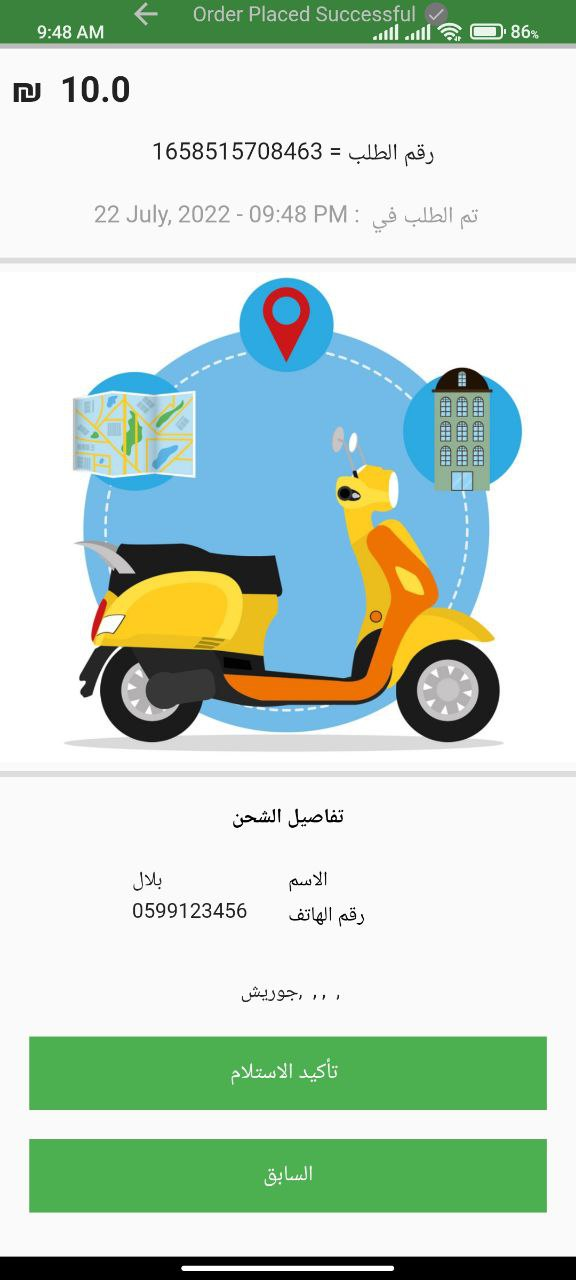 Order Placed Successful
9:48 AM 86%
₪ 10.0
رقم الطلب = 1658515708463
تم الطلب في : 22 July, 2022 - 09:48 PM
تفاصيل الشحن
الاسم بلال
رقم الهاتف 0599123456
, , , ,جوريش
تأكيد الاستلام
السابق